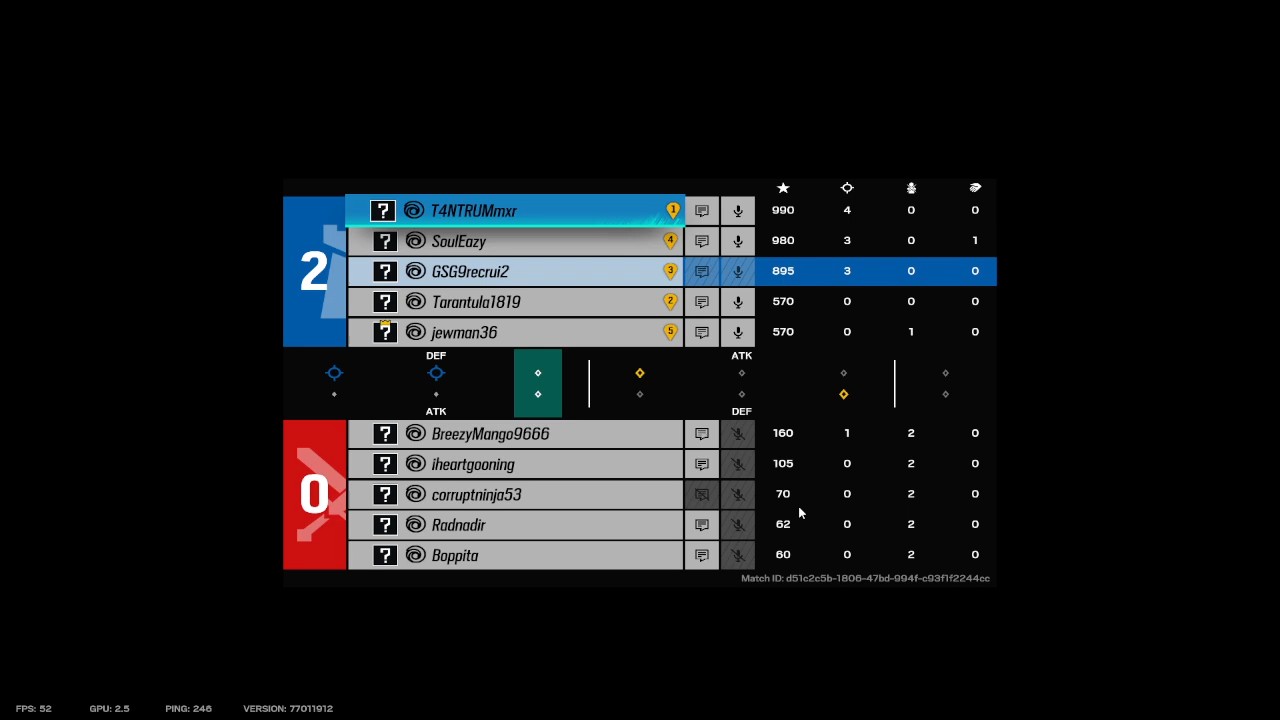 ? T4NTRUMmxr 1 990 4 0 0
? SoulEazy 4 980 3 0 1
2
? GSG9recrui2 3 895 3 0 0
? Tarantula1819 2 570 0 0 0
? jewman36 5 570 0 1 0
DEF ATK
ATK DEF
? BreezyMango9666 160 1 2 0
? iheartgooning 105 0 2 0
0
? corruptninja53 70 0 2 0
? Radnadir 62 0 2 0
? Boppita 60 0 2 0
Match ID: d51c2c5b-1806-47bd-994f-c93f1f2244cc
FPS: 52 GPU: 2.5 PING: 246 VERSION: 77011912